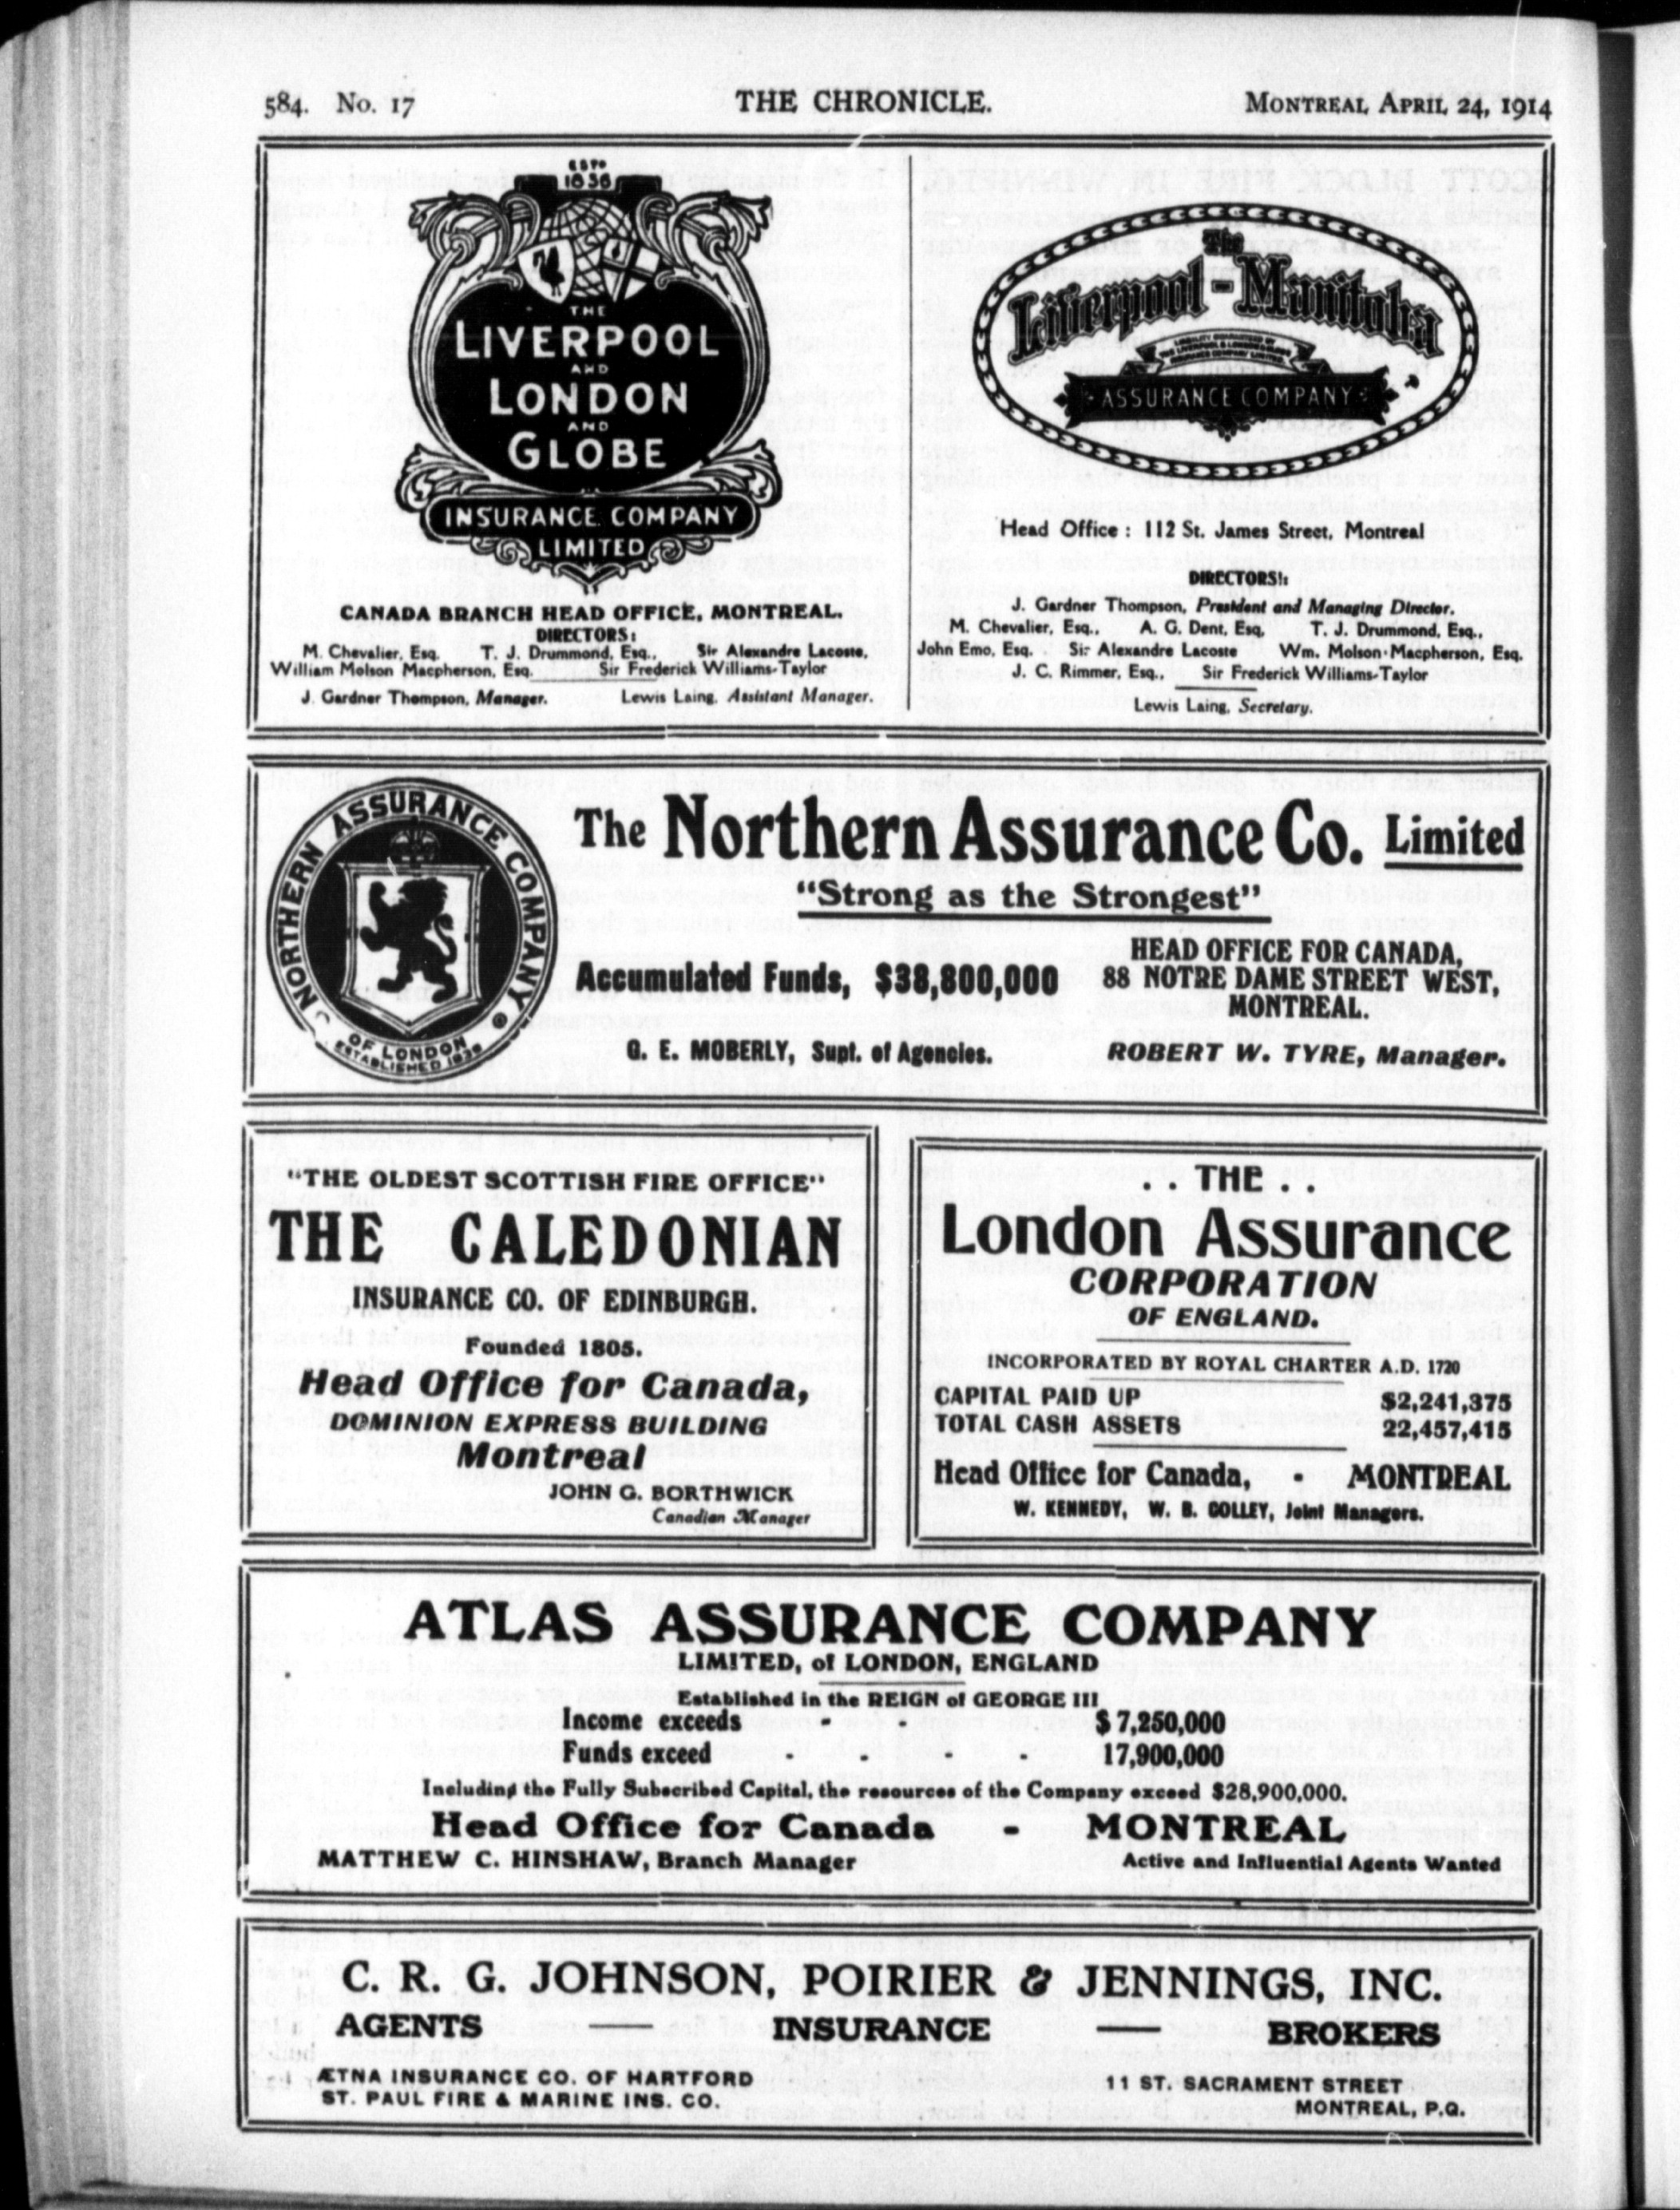 584. No. 17 THE CHRONICLE. MONTREAL APRIL 24, 1914
ESTD
1836
THE
LIVERPOOL
AND
LONDON
AND
GLOBE
INSURANCE COMPANY
LIMITED
CANADA BRANCH HEAD OFFICE, MONTREAL.
DIRECTORS:
M. Chevalier, Esq. T. J. Drummond, Esq., Sir Alexandre Lacoste,
William Molson Macpherson, Esq. Sir Frederick Williams-Taylor
J. Gardner Thompson, Manager. Lewis Laing, Assistant Manager.
The
Liverpool-Manitoba
ASSURANCE COMPANY
Head Office : 112 St. James Street, Montreal
DIRECTORS:
J. Gardner Thompson, President and Managing Director.
M. Chevalier, Esq., A. G. Dent, Esq, T. J. Drummond, Esq.,
John Emo, Esq. Sir Alexandre Lacoste Wm. Molson Macpherson, Esq.
J. C. Rimmer, Esq., Sir Frederick Williams-Taylor
Lewis Laing, Secretary.
NORTHERN ASSURANCE COMPANY
OF LONDON
ESTABLISHED 1836
The Northern Assurance Co. Limited
"Strong as the Strongest"
Accumulated Funds, $38,800,000
HEAD OFFICE FOR CANADA,
88 NOTRE DAME STREET WEST,
MONTREAL.
G. E. MOBERLY, Supt. of Agencies. ROBERT W. TYRE, Manager.
"THE OLDEST SCOTTISH FIRE OFFICE"
THE CALEDONIAN
INSURANCE CO. OF EDINBURGH.
Founded 1805.
Head Office for Canada,
DOMINION EXPRESS BUILDING
Montreal
JOHN G. BORTHWICK
Canadian Manager
. . THE . .
London Assurance
CORPORATION
OF ENGLAND.
INCORPORATED BY ROYAL CHARTER A.D. 1720
CAPITAL PAID UP $2,241,375
TOTAL CASH ASSETS 22,457,415
Head Office for Canada, - MONTREAL
W. KENNEDY, W. B. COLLEY, Joint Managers.
ATLAS ASSURANCE COMPANY
LIMITED, of LONDON, ENGLAND
Established in the REIGN of GEORGE III
Income exceeds - - $ 7,250,000
Funds exceed - - - - 17,900,000
Including the Fully Subscribed Capital, the resources of the Company exceed $28,900,000.
Head Office for Canada - MONTREAL
MATTHEW C. HINSHAW, Branch Manager Active and Influential Agents Wanted
C. R. G. JOHNSON, POIRIER & JENNINGS, INC.
AGENTS — INSURANCE — BROKERS
ÆTNA INSURANCE CO. OF HARTFORD
ST. PAUL FIRE & MARINE INS. CO.
11 ST. SACRAMENT STREET
MONTREAL, P.Q.